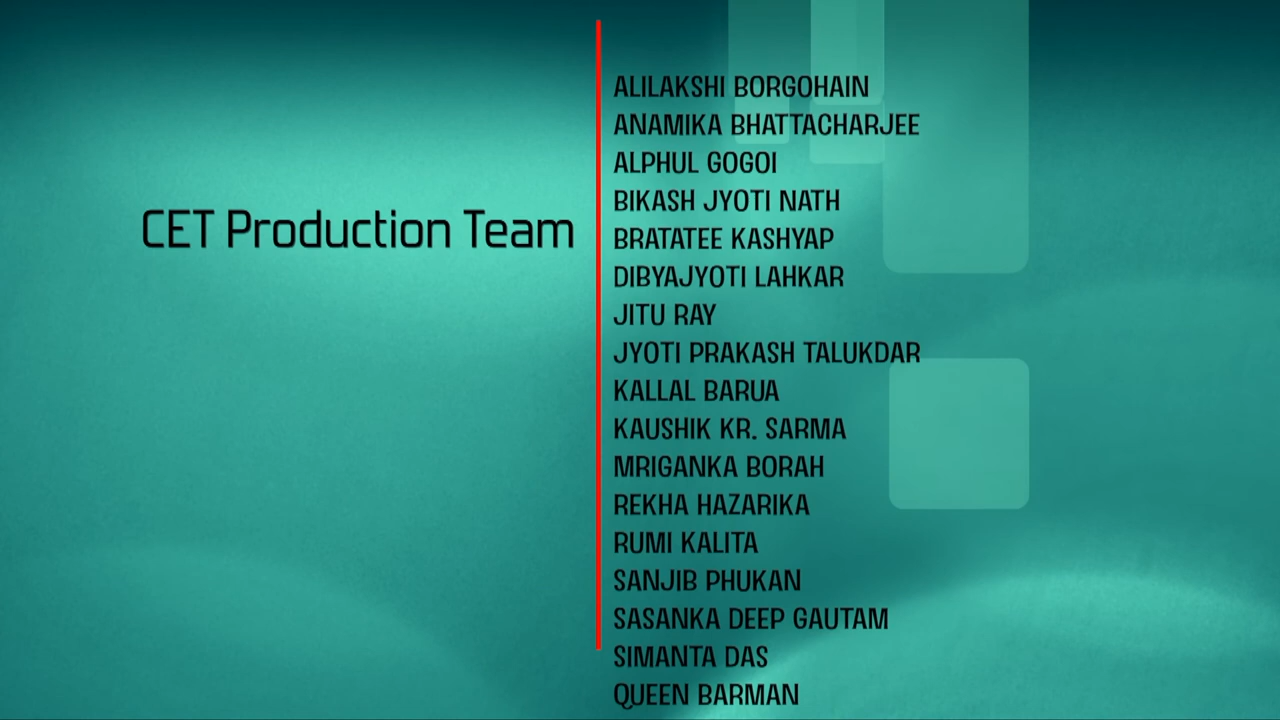 CET Production Team
ALILAKSHI BORGOHAIN
ANAMIKA BHATTACHARJEE
ALPHUL GOGOI
BIKASH JYOTI NATH
BRATATEE KASHYAP
DIBYAJYOTI LAHKAR
JITU RAY
JYOTI PRAKASH TALUKDAR
KALLAL BARUA
KAUSHIK KR. SARMA
MRIGANKA BORAH
REKHA HAZARIKA
RUMI KALITA
SANJIB PHUKAN
SASANKA DEEP GAUTAM
SIMANTA DAS
QUEEN BARMAN